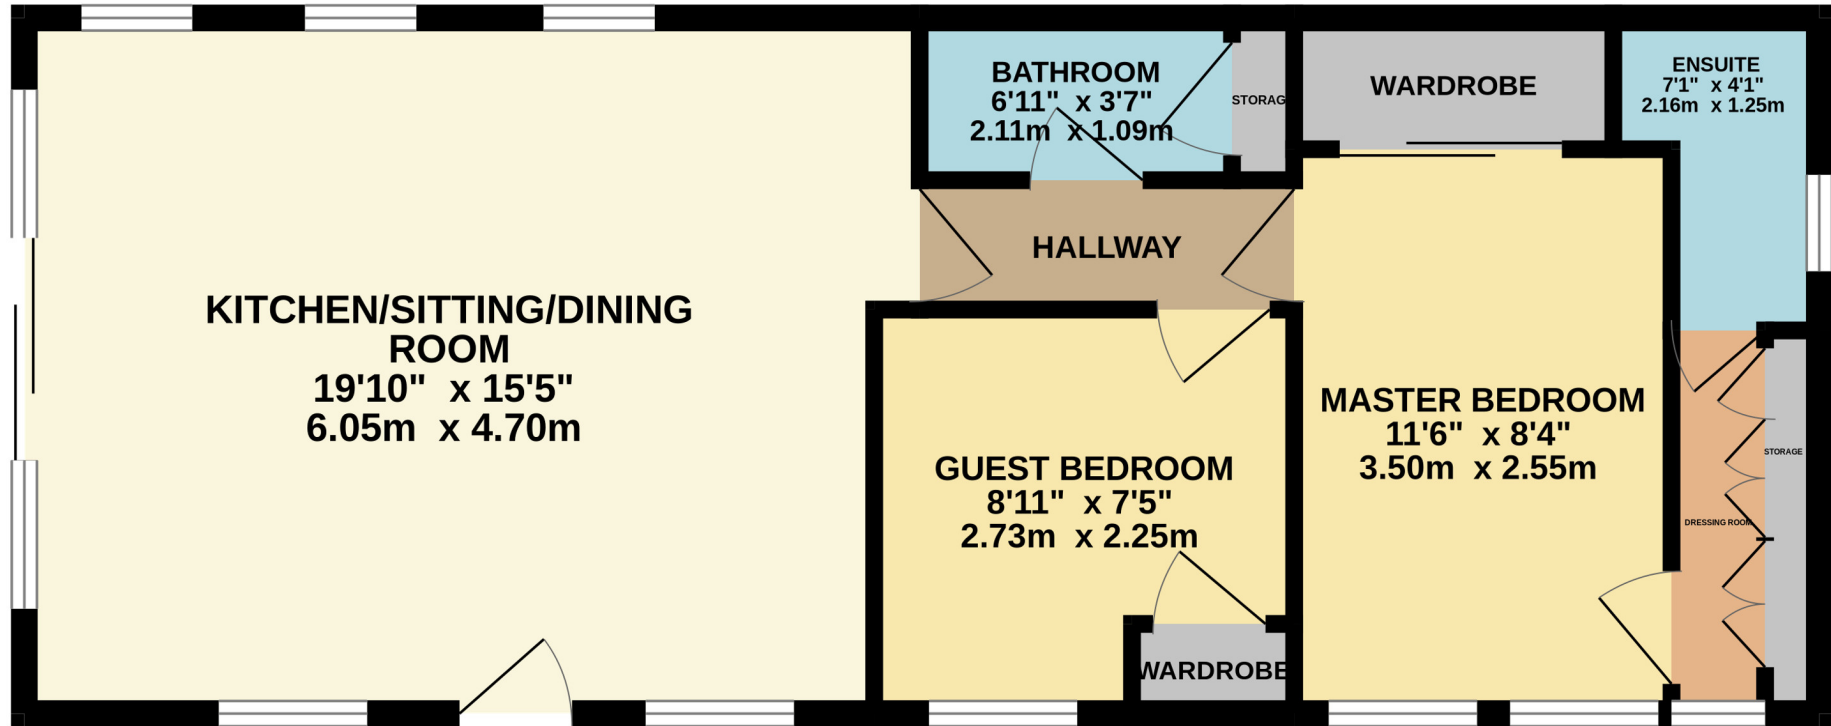 KITCHEN/SITTING/DINING
ROOM
19'10" x 15'5"
6.05m x 4.70m
BATHROOM
6'11" x 3'7"
2.11m x 1.09m
STORAG
WARDROBE
ENSUITE
7'1" x 4'1"
2.16m x 1.25m
HALLWAY
GUEST BEDROOM
8'11" x 7'5"
2.73m x 2.25m
WARDROBE
MASTER BEDROOM
11'6" x 8'4"
3.50m x 2.55m
STORAGE
DRESSING ROOM